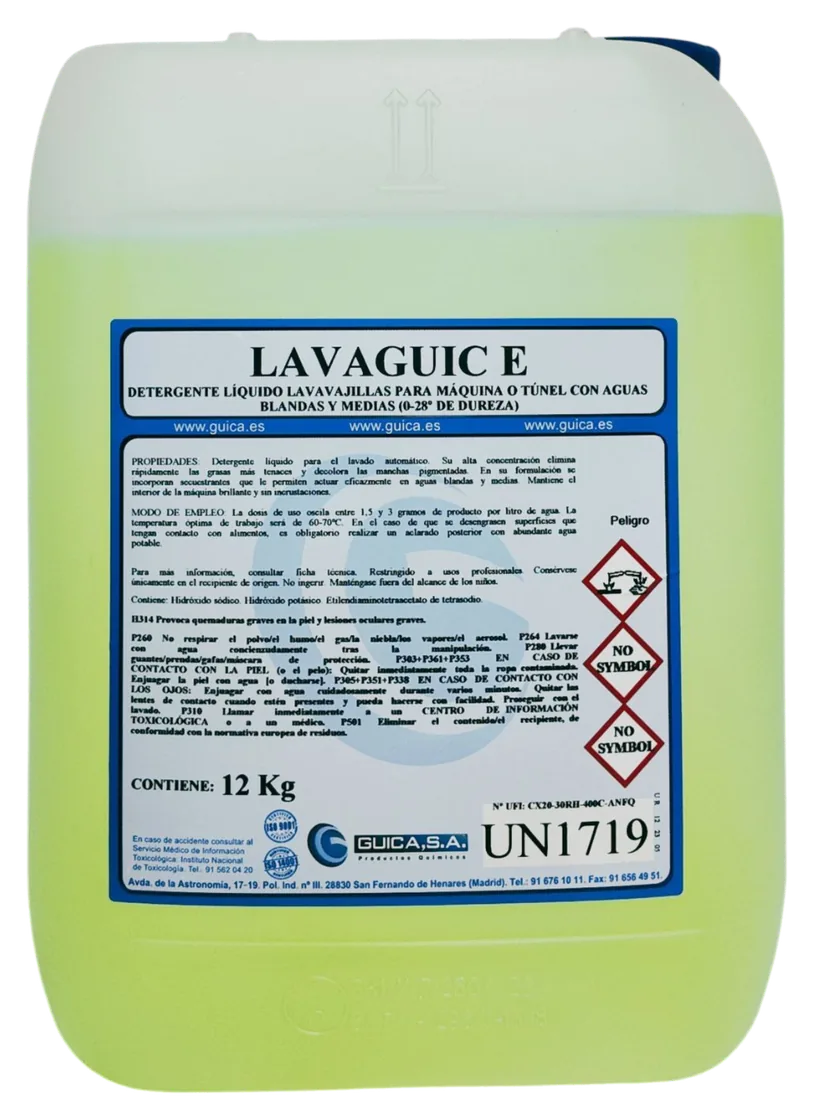 LAVAGUIC E
DETERGENTE LÍQUIDO LAVAVAJILLAS PARA MÁQUINA O TÚNEL CON AGUAS
BLANDAS Y MEDIAS (0-28º DE DUREZA)
www.guica.es www.guica.es www.guica.es
PROPIEDADES: Detergente líquido para el lavado automático. Su alta concentración elimina
rápidamente las grasas más tenaces y decolora las manchas pigmentadas. En su formulación se
incorporan secuestrantes que le permiten actuar eficazmente en aguas blandas y medias. Mantiene el
interior de la máquina brillante y sin incrustaciones.
MODO DE EMPLEO: La dosis de uso oscila entre 1,5 y 3 gramos de producto por litro de agua. La
temperatura óptima de trabajo será de 60-70ºC. En el caso de que se desengrasen superficies que
tengan contacto con alimentos, es obligatorio realizar un aclarado posterior con abundante agua
potable.
Peligro
Para más información, consultar ficha técnica. Restringido a usos profesionales. Consérvese
únicamente en el recipiente de origen. No ingerir. Manténgase fuera del alcance de los niños.
Contiene: Hidróxido sódico. Hidróxido potásico. Etilendiaminotetraacetato de tetrasodio.
H314 Provoca quemaduras graves en la piel y lesiones oculares graves.
P260 No respirar el polvo/el humo/el gas/la niebla/los vapores/el aerosol. P264 Lavarse
con agua concienzudamente tras la manipulación. P280 Llevar
guantes/prendas/gafas/máscara de protección. P303+P361+P353 EN CASO DE
CONTACTO CON LA PIEL (o el pelo): Quitar inmediatamente toda la ropa contaminada.
Enjuagar la piel con agua [o ducharse]. P305+P351+P338 EN CASO DE CONTACTO CON
LOS OJOS: Enjuagar con agua cuidadosamente durante varios minutos. Quitar las
lentes de contacto cuando estén presentes y pueda hacerse con facilidad. Proseguir con el
lavado. P310 Llamar inmediatamente a un CENTRO DE INFORMACIÓN
TOXICOLÓGICA o a un médico. P501 Eliminar el contenido/el recipiente, de
conformidad con la normativa europea de residuos.
NO
SYMBOL
NO
SYMBOL
CONTIENE: 12 Kg
Nº UFI: CX20-30RH-400C-ANFQ
UN1719
ISO 9001
ISO 14001
GUICA,S.A.
Productos Químicos
En caso de accidente consultar al
Servicio Médico de Información
Toxicológica: Instituto Nacional
de Toxicología. Tel.: 91 562 04 20
Avda. de la Astronomía, 17-19. Pol. Ind. nº III. 28830 San Fernando de Henares (Madrid). Tel.: 91 676 10 11. Fax: 91 656 49 51.